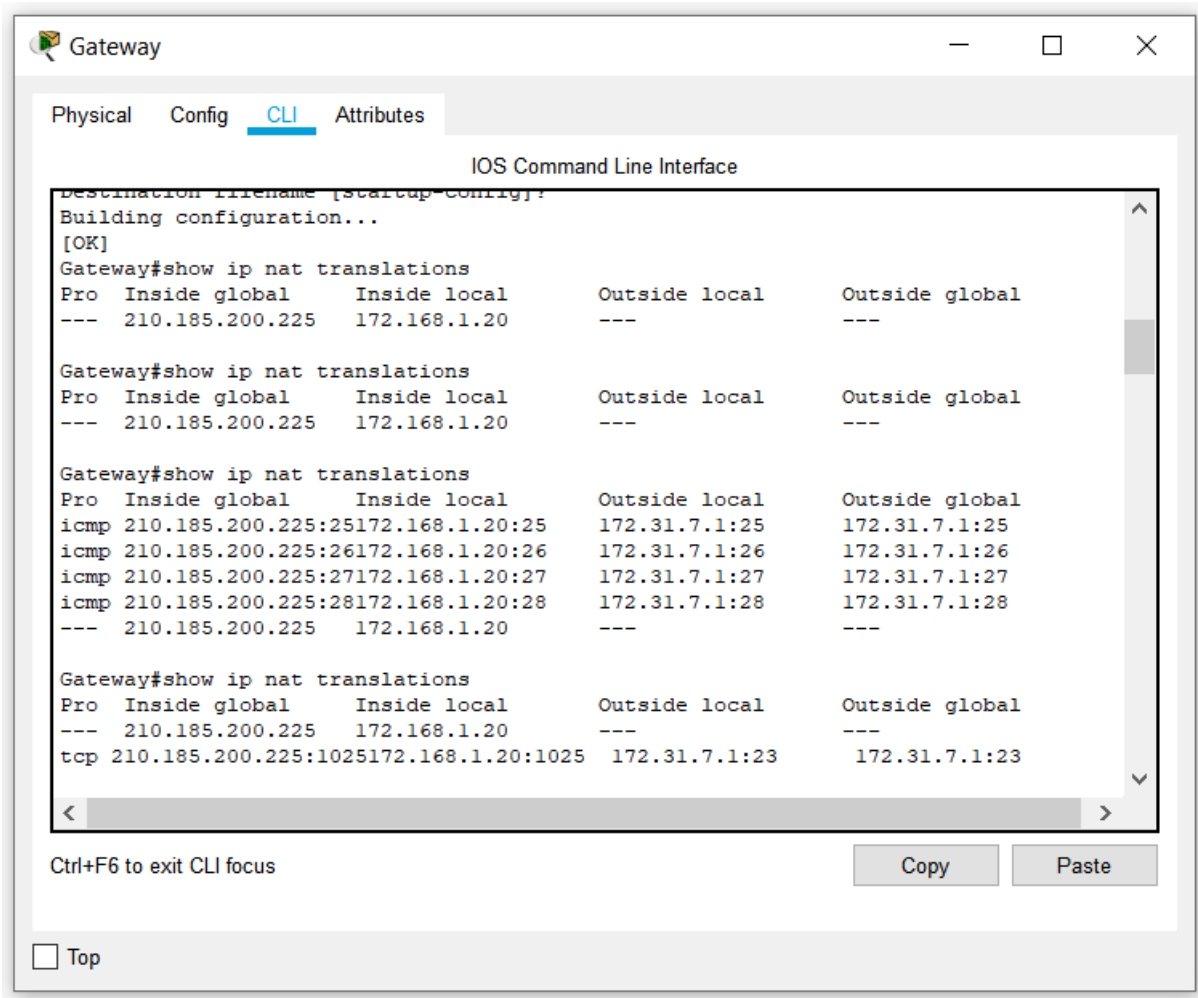 Gateway
Physical Config CLI Attributes
IOS Command Line Interface
Destination filename [startup-config]?
Building configuration...
[OK]
Gateway#show ip nat translations
Pro  Inside global     Inside local       Outside local      Outside global
---  210.185.200.225   172.168.1.20       ---                ---
Gateway#show ip nat translations
Pro  Inside global     Inside local       Outside local      Outside global
---  210.185.200.225   172.168.1.20       ---                ---
Gateway#show ip nat translations
Pro  Inside global     Inside local       Outside local      Outside global
icmp 210.185.200.225:25172.168.1.20:25    172.31.7.1:25      172.31.7.1:25
icmp 210.185.200.225:26172.168.1.20:26    172.31.7.1:26      172.31.7.1:26
icmp 210.185.200.225:27172.168.1.20:27    172.31.7.1:27      172.31.7.1:27
icmp 210.185.200.225:28172.168.1.20:28    172.31.7.1:28      172.31.7.1:28
---  210.185.200.225   172.168.1.20       ---                ---
Gateway#show ip nat translations
Pro  Inside global     Inside local       Outside local      Outside global
---  210.185.200.225   172.168.1.20       ---                ---
tcp 210.185.200.225:1025172.168.1.20:1025  172.31.7.1:23      172.31.7.1:23
Ctrl+F6 to exit CLI focus
Copy Paste
Top